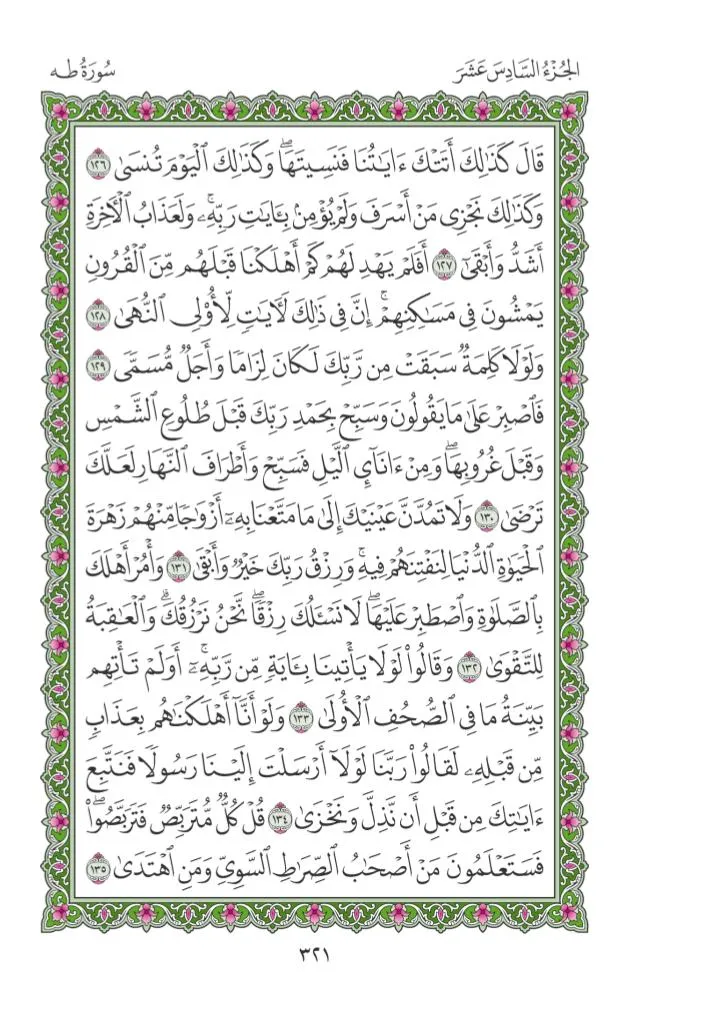 الجُزْءُ السَّادِسَ عَشَرَ
سُورَةُ طه
قَالَ كَذَٰلِكَ أَتَتۡكَ ءَايَٰتُنَا فَنَسِيتَهَاۖ وَكَذَٰلِكَ ٱلۡيَوۡمَ تُنسَىٰ ١٢٦
وَكَذَٰلِكَ نَجۡزِي مَنۡ أَسۡرَفَ وَلَمۡ يُؤۡمِنۢ بِـَٔايَٰتِ رَبِّهِۦۚ وَلَعَذَابُ ٱلۡأٓخِرَةِ
أَشَدُّ وَأَبۡقَىٰٓ ١٢٧ أَفَلَمۡ يَهۡدِ لَهُمۡ كَمۡ أَهۡلَكۡنَا قَبۡلَهُم مِّنَ ٱلۡقُرُونِ
يَمۡشُونَ فِي مَسَٰكِنِهِمۡۚ إِنَّ فِي ذَٰلِكَ لَأٓيَٰتٖ لِّأُوْلِي ٱلنُّهَىٰ ١٢٨
وَلَوۡلَا كَلِمَةٞ سَبَقَتۡ مِن رَّبِّكَ لَكَانَ لِزَامٗا وَأَجَلٞ مُّسَمّٗى ١٢٩
فَٱصۡبِرۡ عَلَىٰ مَا يَقُولُونَ وَسَبِّحۡ بِحَمۡدِ رَبِّكَ قَبۡلَ طُلُوعِ ٱلشَّمۡسِ
وَقَبۡلَ غُرُوبِهَاۖ وَمِنۡ ءَانَآيِٕ ٱلَّيۡلِ فَسَبِّحۡ وَأَطۡرَافَ ٱلنَّهَارِ لَعَلَّكَ
تَرۡضَىٰ ١٣٠ وَلَا تَمُدَّنَّ عَيۡنَيۡكَ إِلَىٰ مَا مَتَّعۡنَا بِهِۦٓ أَزۡوَٰجٗا مِّنۡهُمۡ زَهۡرَةَ
ٱلۡحَيَوٰةِ ٱلدُّنۡيَا لِنَفۡتِنَهُمۡ فِيهِۚ وَرِزۡقُ رَبِّكَ خَيۡرٞ وَأَبۡقَىٰ ١٣١ وَأۡمُرۡ أَهۡلَكَ
بِٱلصَّلَوٰةِ وَٱصۡطَبِرۡ عَلَيۡهَاۖ لَا نَسۡـَٔلُكَ رِزۡقٗاۖ نَّحۡنُ نَرۡزُقُكَۗ وَٱلۡعَٰقِبَةُ
لِلتَّقۡوَىٰ ١٣٢ وَقَالُواْ لَوۡلَا يَأۡتِينَا بِـَٔايَةٖ مِّن رَّبِّهِۦٓۚ أَوَلَمۡ تَأۡتِهِم
بَيِّنَةُ مَا فِي ٱلصُّحُفِ ٱلۡأُولَىٰ ١٣٣ وَلَوۡ أَنَّآ أَهۡلَكۡنَٰهُم بِعَذَابٖ
مِّن قَبۡلِهِۦ لَقَالُواْ رَبَّنَا لَوۡلَآ أَرۡسَلۡتَ إِلَيۡنَا رَسُولٗا فَنَتَّبِعَ
ءَايَٰتِكَ مِن قَبۡلِ أَن نَّذِلَّ وَنَخۡزَىٰ ١٣٤ قُلۡ كُلّٞ مُّتَرَبِّصٞ فَتَرَبَّصُواْۖ
فَسَتَعۡلَمُونَ مَنۡ أَصۡحَٰبُ ٱلصِّرَٰطِ ٱلسَّوِيِّ وَمَنِ ٱهۡتَدَىٰ ١٣٥
٣٢١